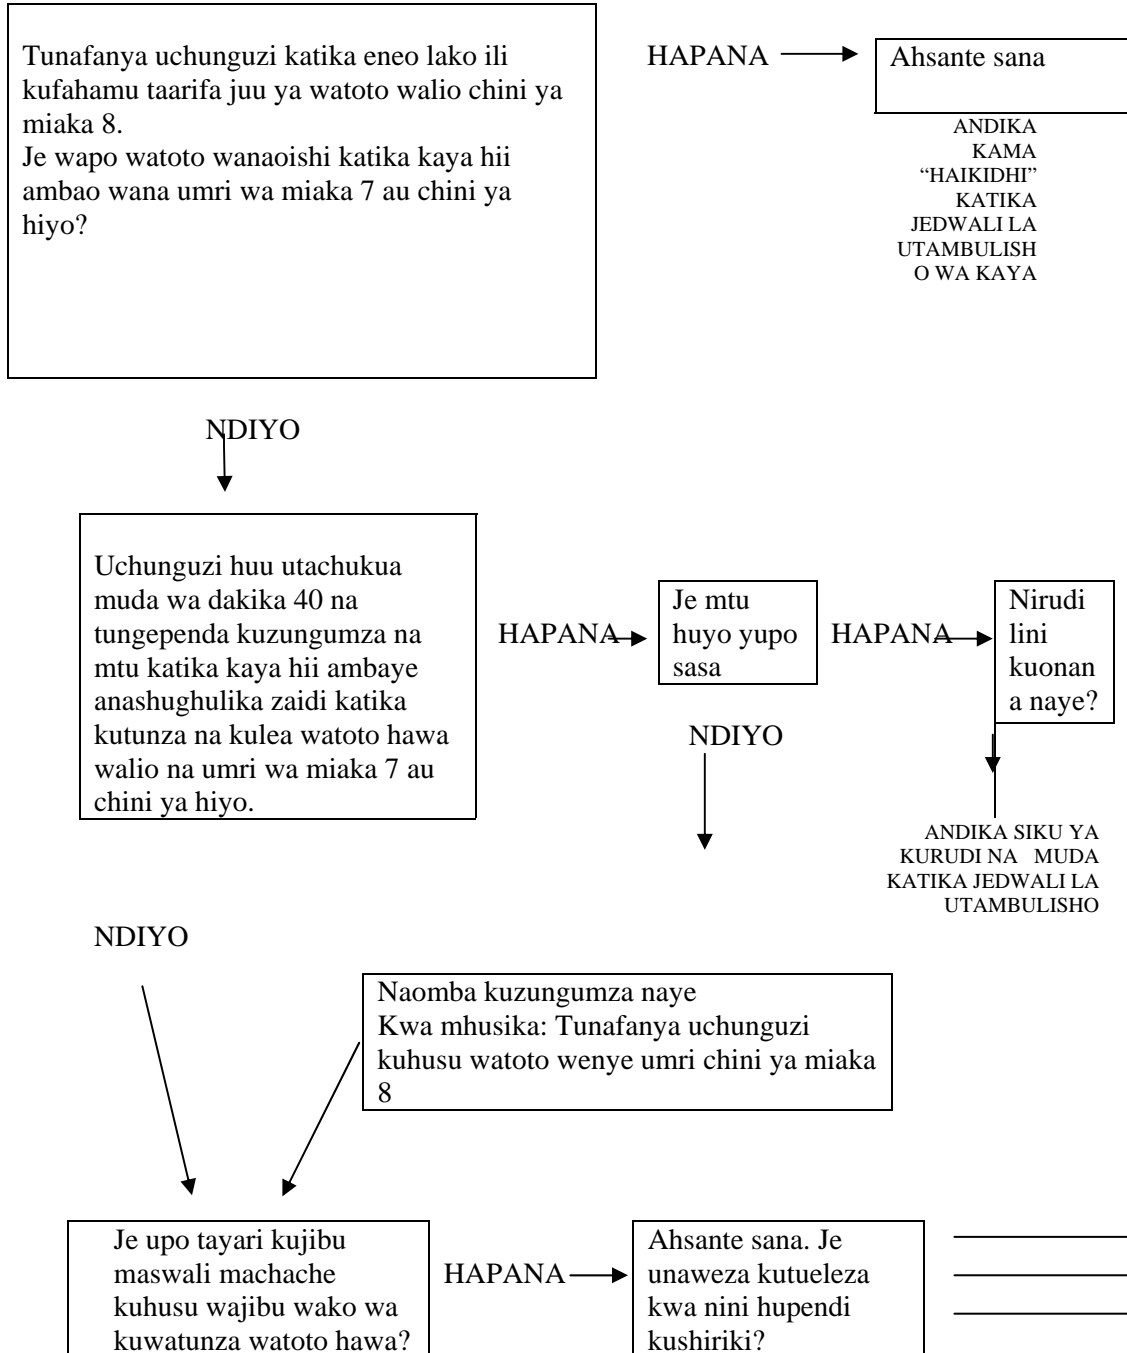 Tunafanya uchunguzi katika eneo lako ili
kufahamu taarifa juu ya watoto walio chini ya
miaka 8.
Je wapo watoto wanaoishi katika kaya hii
ambao wana umri wa miaka 7 au chini ya
hiyo?
HAPANA
Ahsante sana
ANDIKA
KAMA
“HAIKIDHI”
KATIKA
JEDWALI LA
UTAMBULISH
O WA KAYA
NDIYO
Uchunguzi huu utachukua
muda wa dakika 40 na
tungependa kuzungumza na
mtu katika kaya hii ambaye
anashughulika zaidi katika
kutunza na kulea watoto hawa
walio na umri wa miaka 7 au
chini ya hiyo.
HAPANA
Je mtu
huyo yupo
sasa
HAPANA
Nirudi
lini
kuonan
a naye?
NDIYO
ANDIKA SIKU YA
KURUDI NA MUDA
KATIKA JEDWALI LA
UTAMBULISHO
NDIYO
Naomba kuzungumza naye
Kwa mhusika: Tunafanya uchunguzi
kuhusu watoto wenye umri chini ya miaka
8
Je upo tayari kujibu
maswali machache
kuhusu wajibu wako wa
kuwatunza watoto hawa?
HAPANA
Ahsante sana. Je
unaweza kutueleza
kwa nini hupendi
kushiriki?